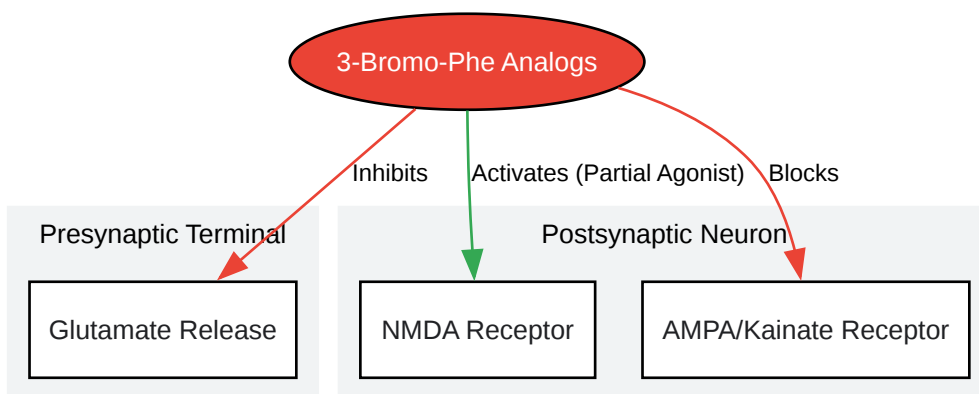 3-Bromo-Phe Analogs
Inhibits
Activates (Partial Agonist)
Blocks
Presynaptic Terminal
Postsynaptic Neuron
Glutamate Release
NMDA Receptor
AMPA/Kainate Receptor